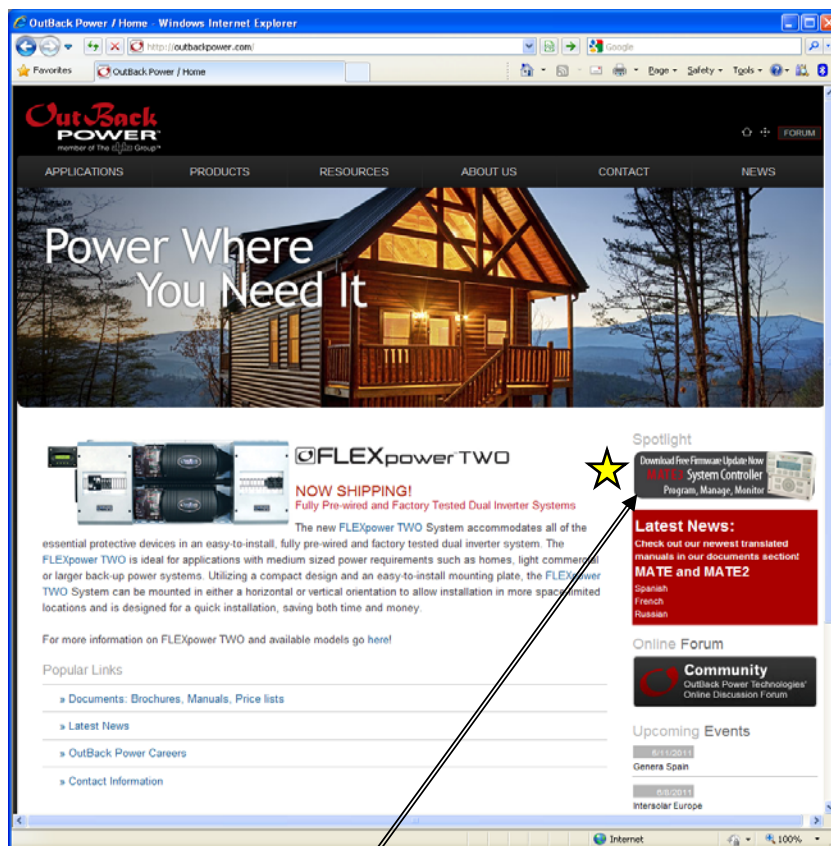 OutBack Power / Home - Windows Internet Explorer
http://outbackpower.com/
Google
Favorites
OutBack Power / Home
Page
Safety
Tools
OutBack
POWER
member of The Group™
FORUM
APPLICATIONS PRODUCTS RESOURCES ABOUT US CONTACT NEWS
Power Where
You Need It
FLEXpower™TWO
NOW SHIPPING!
Fully Pre-wired and Factory Tested Dual Inverter Systems
The new FLEXpower TWO System accommodates all of the
essential protective devices in an easy-to-install, fully pre-wired and factory tested dual inverter system. The
FLEXpower TWO is ideal for applications with medium sized power requirements such as homes, light commercial
or larger back-up power systems. Utilizing a compact design and an easy-to-install mounting plate, the FLEXpower
TWO System can be mounted in either a horizontal or vertical orientation to allow installation in more space-limited
locations and is designed for a quick installation, saving both time and money.
For more information on FLEXpower TWO and available models go here!
Popular Links
» Documents: Brochures, Manuals, Price lists
» Latest News
» OutBack Power Careers
» Contact Information
Spotlight
Download Free Firmware Update Now
MATE3 System Controller
Program, Manage, Monitor
Latest News:
Check out our newest translated
manuals in our documents section!
MATE and MATE2
Spanish
French
Russian
Online Forum
Community
OutBack Power Technologies'
Online Discussion Forum
Upcoming Events
6/11/2011
Genera Spain
6/8/2011
Intersolar Europe
Internet
100%